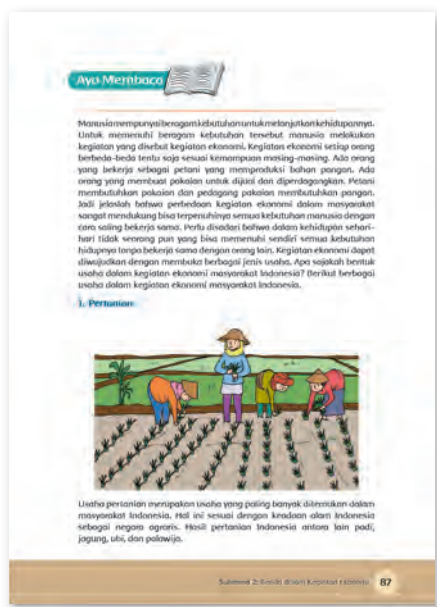 Ayo Membaca
Manusia mempunyai beragam kebutuhan untuk melanjutkan kehidupannya.
Untuk memenuhi beragam kebutuhan tersebut manusia melakukan
kegiatan yang disebut kegiatan ekonomi. Kegiatan ekonomi setiap orang
berbeda-beda tentu saja sesuai kemampuan masing-masing. Ada orang
yang bekerja sebagai petani yang memproduksi bahan pangan. Ada
orang yang membuat pakaian untuk dijual dan diperdagangkan. Petani
membutuhkan pakaian dan pedagang pakaian membutuhkan pangan.
Jadi jelaslah bahwa perbedaan kegiatan ekonomi dalam masyarakat
sangat mendukung bisa terpenuhinya semua kebutuhan manusia dengan
cara saling bekerja sama. Perlu disadari bahwa dalam kehidupan sehari-
hari tidak seorang pun yang bisa memenuhi sendiri semua kebutuhan
hidupnya tanpa bekerja sama dengan orang lain. Kegiatan ekonomi dapat
diwujudkan dengan membuka berbagai jenis usaha. Apa sajakah bentuk
usaha dalam kegiatan ekonomi masyarakat Indonesia? Berikut berbagai
usaha dalam kegiatan ekonomi masyarakat Indonesia.
1. Pertanian
Usaha pertanian merupakan usaha yang paling banyak ditemukan dalam
masyarakat Indonesia. Hal ini sesuai dengan keadaan alam Indonesia
sebagai negara agraris. Hasil pertanian Indonesia antara lain padi,
jagung, ubi, dan palawija.
Subtema 2: Benda dalam Kegiatan Ekonomi 87